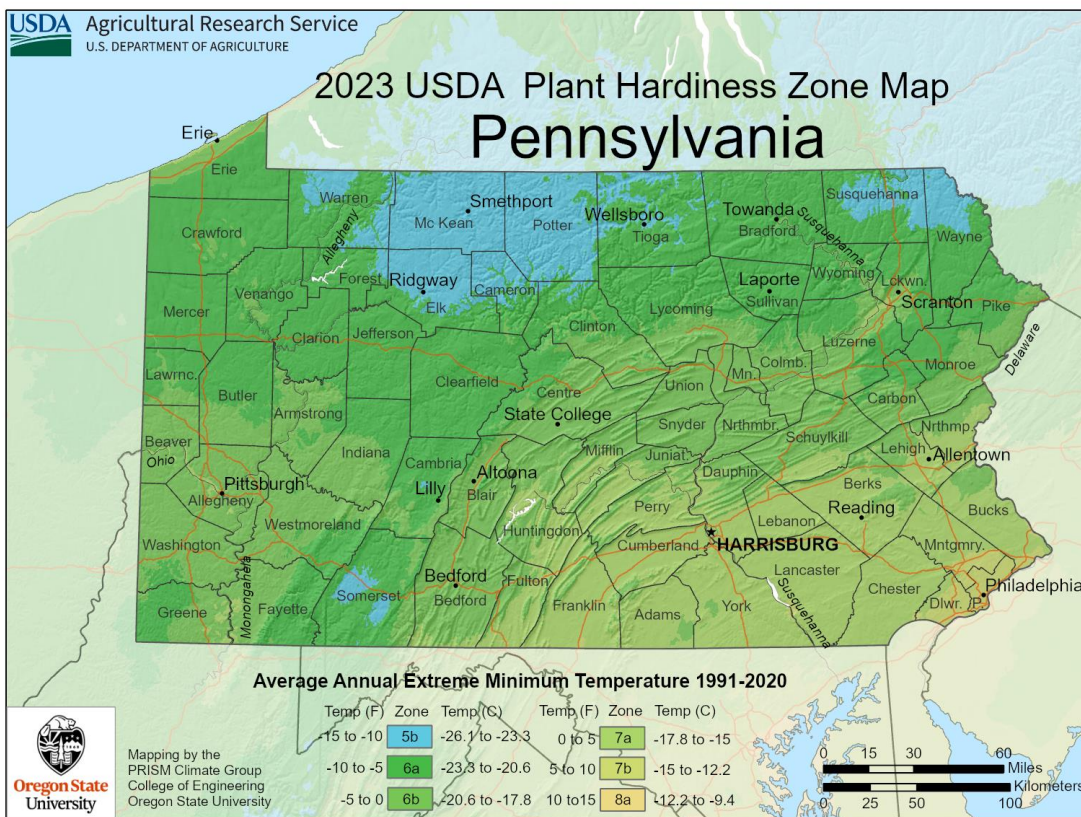 USDA
Agricultural Research Service
U.S. DEPARTMENT OF AGRICULTURE
2023 USDA  Plant Hardiness Zone Map
Pennsylvania
Erie
Erie
Warren
Smethport
Mc Kean
Potter
Wellsboro
Tioga
Towanda
Bradford
Susquehanna
Susquehanna
Wayne
Crawford
Allegheny
Forest
Ridgway
Elk
Cameron
Laporte
Sullivan
Wyoming
Lckwn.
Scranton
Pike
Venango
Mercer
Clarion
Jefferson
Clinton
Lycoming
Luzerne
Monroe
Delaware
Lawrnc.
Butler
Armstrong
Clearfield
Centre
Union
Mn.
Colmb.
Carbon
State College
Snyder
Nrthmbr.
Schuylkill
Nrthmp.
Lehigh
Allentown
Beaver
Ohio
Indiana
Cambria
Altoona
Blair
Mifflin
Juniat
Dauphin
Berks
Pittsburgh
Allegheny
Lilly
Huntingdon
Perry
Lebanon
Reading
Bucks
Westmoreland
Washington
Cumberland
HARRISBURG
Mntgmry.
Monongahela
Somerset
Bedford
Bedford
Fulton
Lancaster
Chester
Philadelphia
Dlwr.
P.
Greene
Fayette
Franklin
Adams
York
Susquehanna
Average Annual Extreme Minimum Temperature 1991-2020
Temp (F) Zone Temp (C) Temp (F) Zone Temp (C)
-15 to -10 5b -26.1 to -23.3 0 to 5 7a -17.8 to -15
-10 to -5 6a -23.3 to -20.6 5 to 10 7b -15 to -12.2
-5 to 0 6b -20.6 to -17.8 10 to15 8a -12.2 to -9.4
Oregon State
University
Mapping by the
PRISM Climate Group
College of Engineering
Oregon State University
0 15 30 60
Miles
Kilometers
0 25 50 100